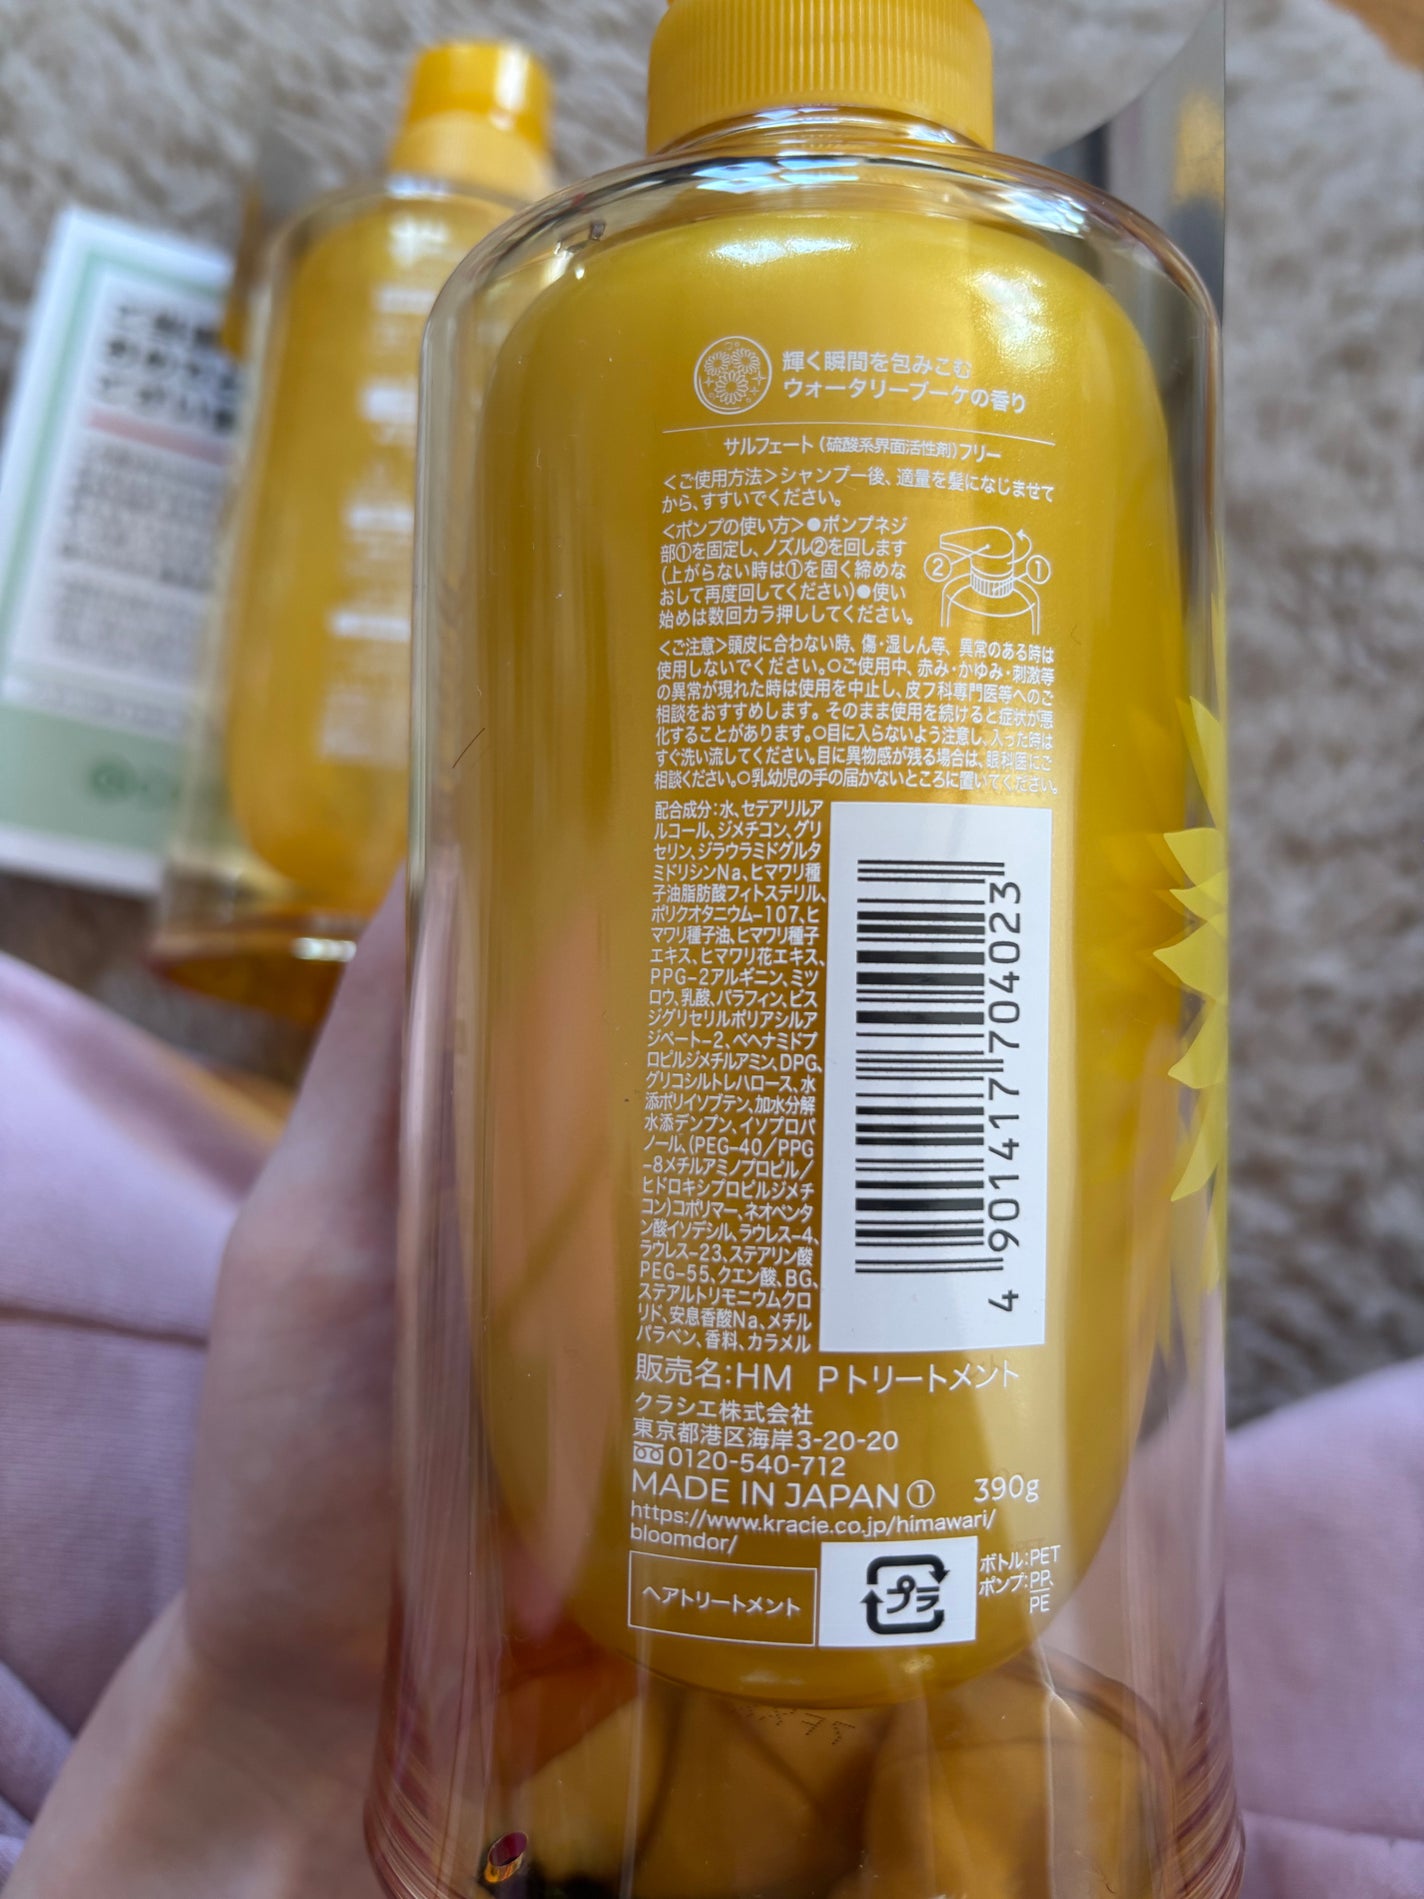 輝く瞬間を包みこむ
ウォータリーブーケの香り
サルフェート(硫酸系界面活性剤)フリー
<ご使用方法>シャンプー後、適量を髪になじませて
から、すすいでください。
<ポンプの使い方>●ポンプネジ
部①を固定し、ノズル②を回します
(上がらない時は①を固く締めな
おして再度回してください)●使い
始めは数回カラ押ししてください。
② ①
<ご注意>頭皮に合わない時、傷・湿しん等、異常のある時は
使用しないでください。○ご使用中、赤み・かゆみ・刺激等
の異常が現れた時は使用を中止し、皮フ科専門医等へのご
相談をおすすめします。そのまま使用を続けると症状が悪
化することがあります。○目に入らないよう注意し、入った時は
すぐ洗い流してください。目に異物感が残る場合は、眼科医にご
相談ください。○乳幼児の手の届かないところに置いてください。
配合成分:水、セテアリルア
ルコール、ジメチコン、グリ
セリン、ジラウラミドグルタ
ミドリシンNa、ヒマワリ種
子油脂肪酸フィトステリル、
ポリクオタニウム-107、ヒ
マワリ種子油、ヒマワリ種子
エキス、ヒマワリ花エキス、
PPG-2アルギニン、ミツ
ロウ、乳酸、パラフィン、ビス
ジグリセリルポリアシルア
ジペート-2、ベヘナミドプ
ロピルジメチルアミン、DPG、
グリコシルトレハロース、水
添ポリイソブテン、加水分解
水添デンプン、イソプロパ
ノール、(PEG-40/PPG
-8メチルアミノプロピル/
ヒドロキシプロピルジメチ
コン)コポリマー、ネオペンタ
ン酸イソデシル、ラウレス-4、
ラウレス-23、ステアリン酸
PEG-55、クエン酸、BG、
ステアルトリモニウムクロ
リド、安息香酸Na、メチル
パラベン、香料、カラメル
4 901417 704023
販売名:HM Pトリートメント
クラシエ株式会社
東京都港区海岸3-20-20
0120-540-712
MADE IN JAPAN① 390g
https://www.kracie.co.jp/himawari/
bloomdor/
ヘアトリートメント
プラ
ボトル:PET
ポンプ:PP、
PE